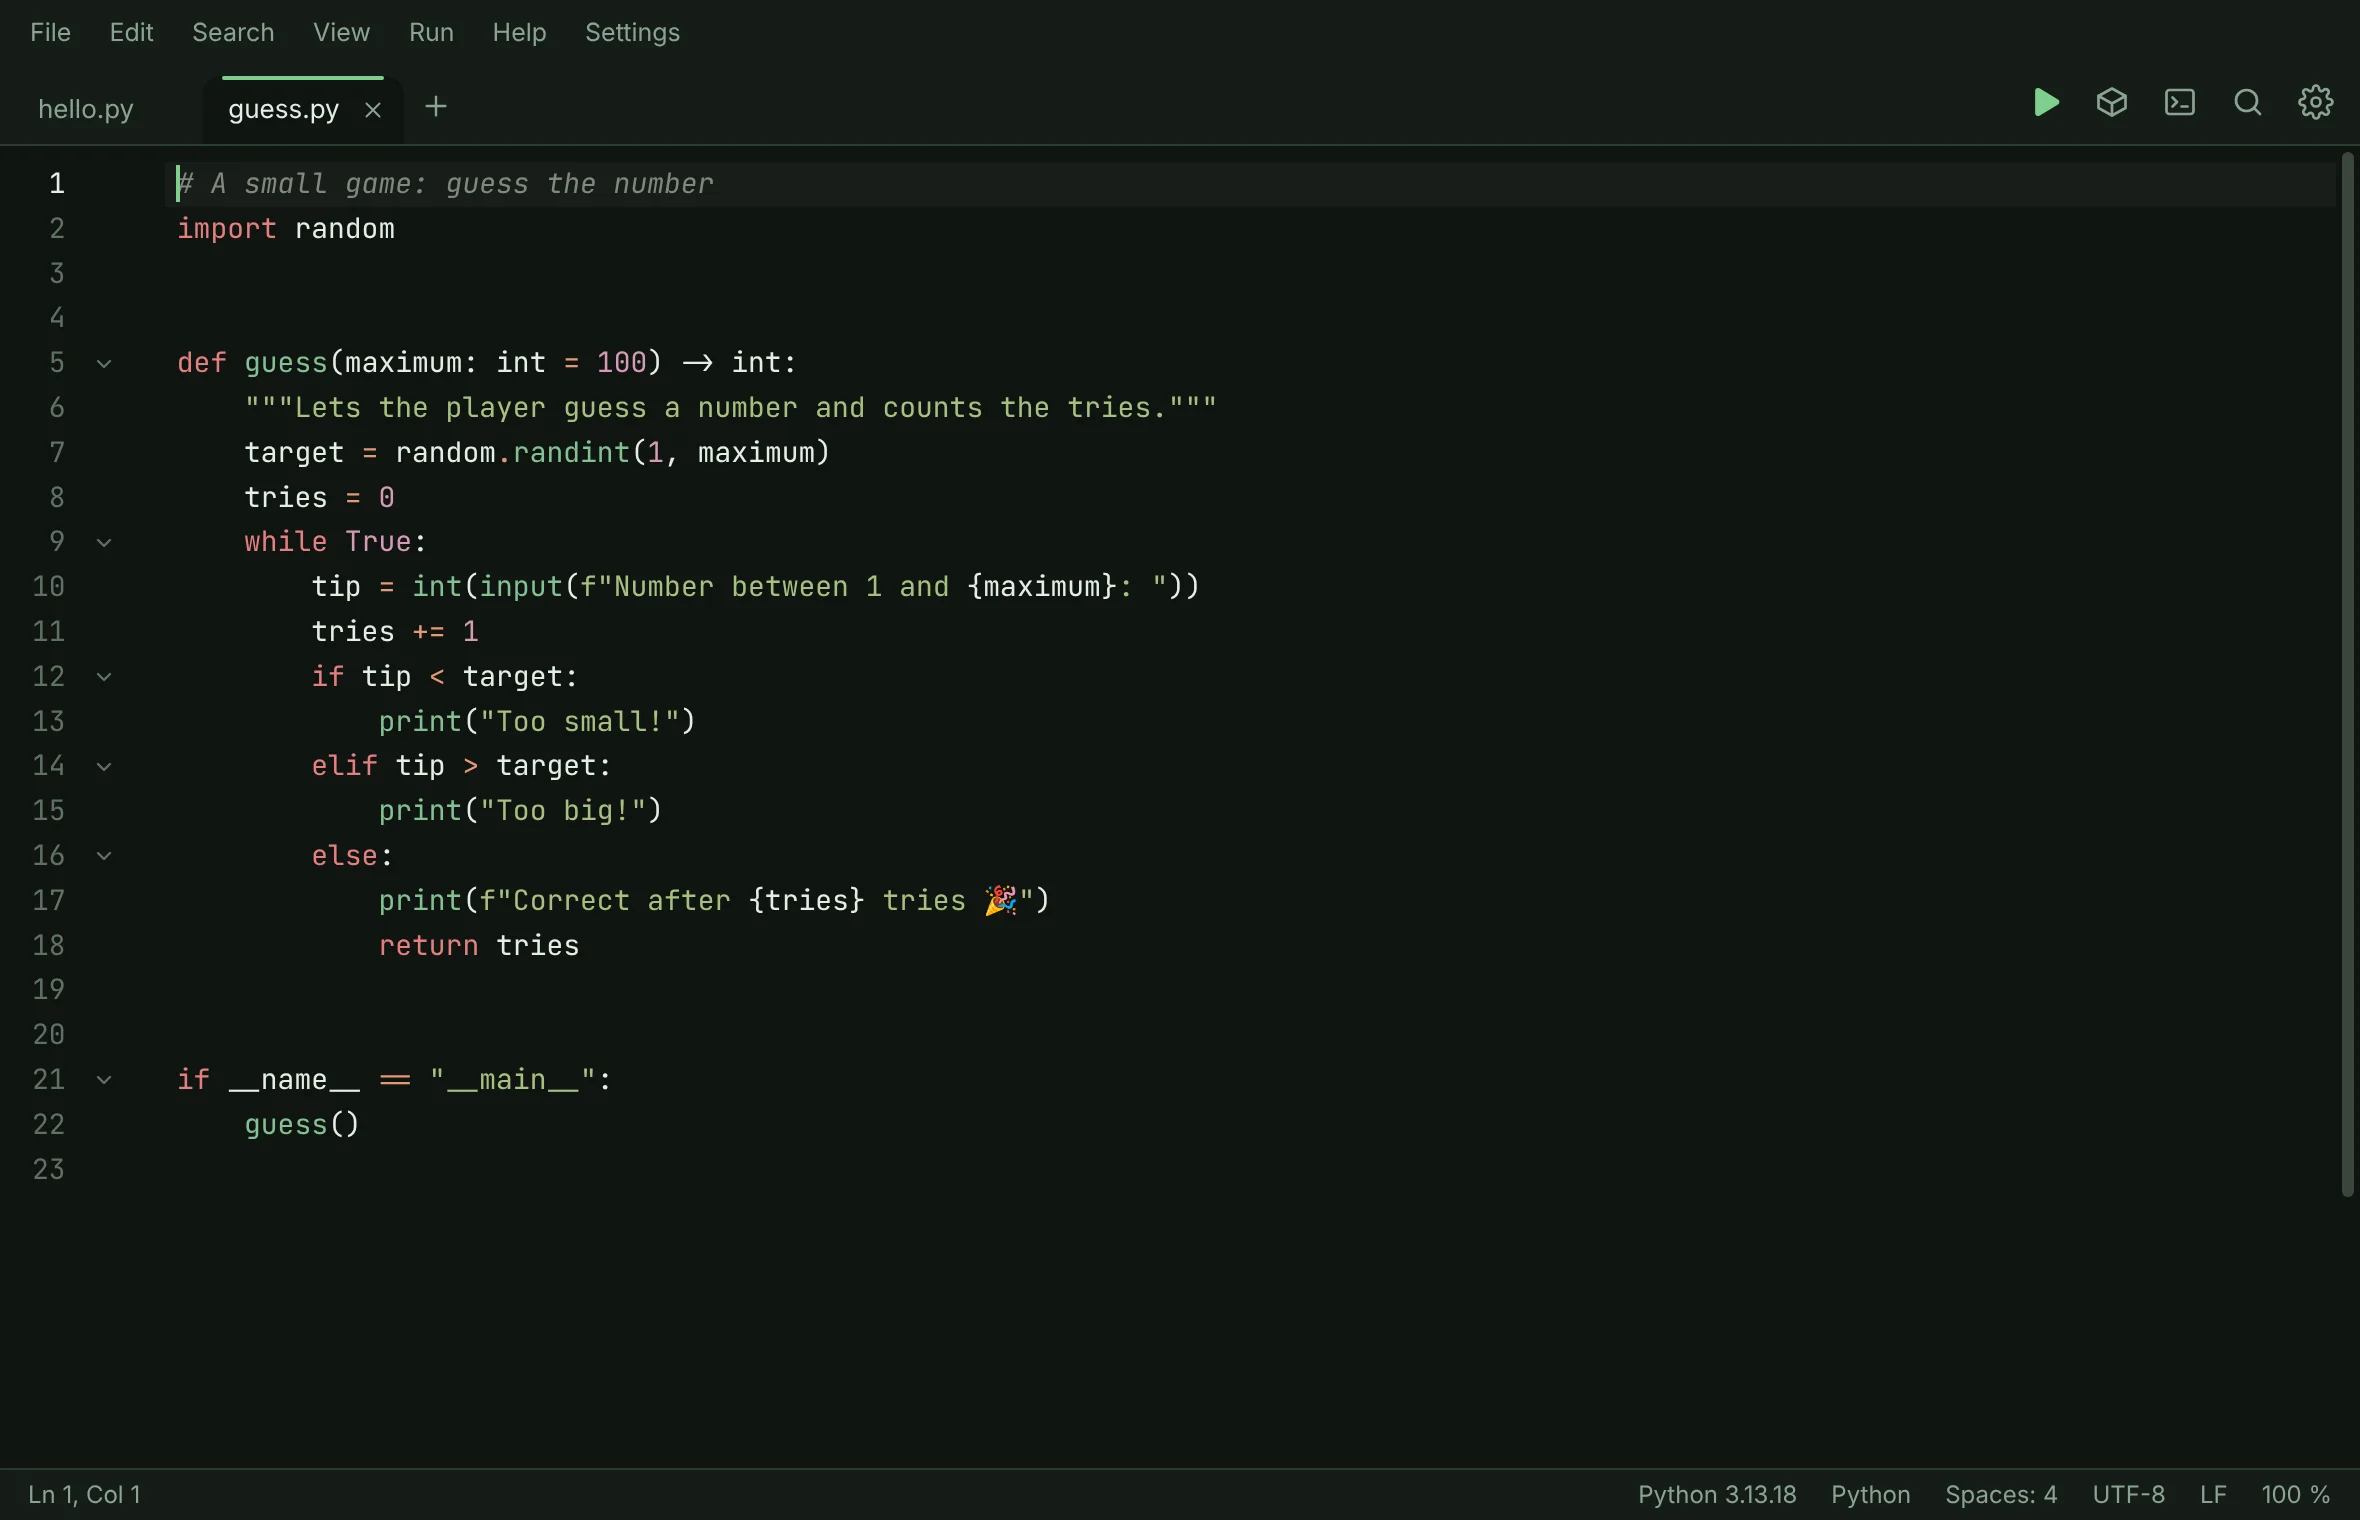 File Edit Search View Run Help Settings
hello.py guess.py
1 # A small game: guess the number
2 import random
3
4
5 def guess(maximum: int = 100) -> int:
6     """Lets the player guess a number and counts the tries."""
7     target = random.randint(1, maximum)
8     tries = 0
9     while True:
10         tip = int(input(f"Number between 1 and {maximum}: "))
11         tries += 1
12         if tip < target:
13             print("Too small!")
14         elif tip > target:
15             print("Too big!")
16         else:
17             print(f"Correct after {tries} tries 🎉")
18             return tries
19
20
21 if __name__ == "__main__":
22     guess()
23
Ln 1, Col 1 Python 3.13.18 Python Spaces: 4 UTF-8 LF 100 %